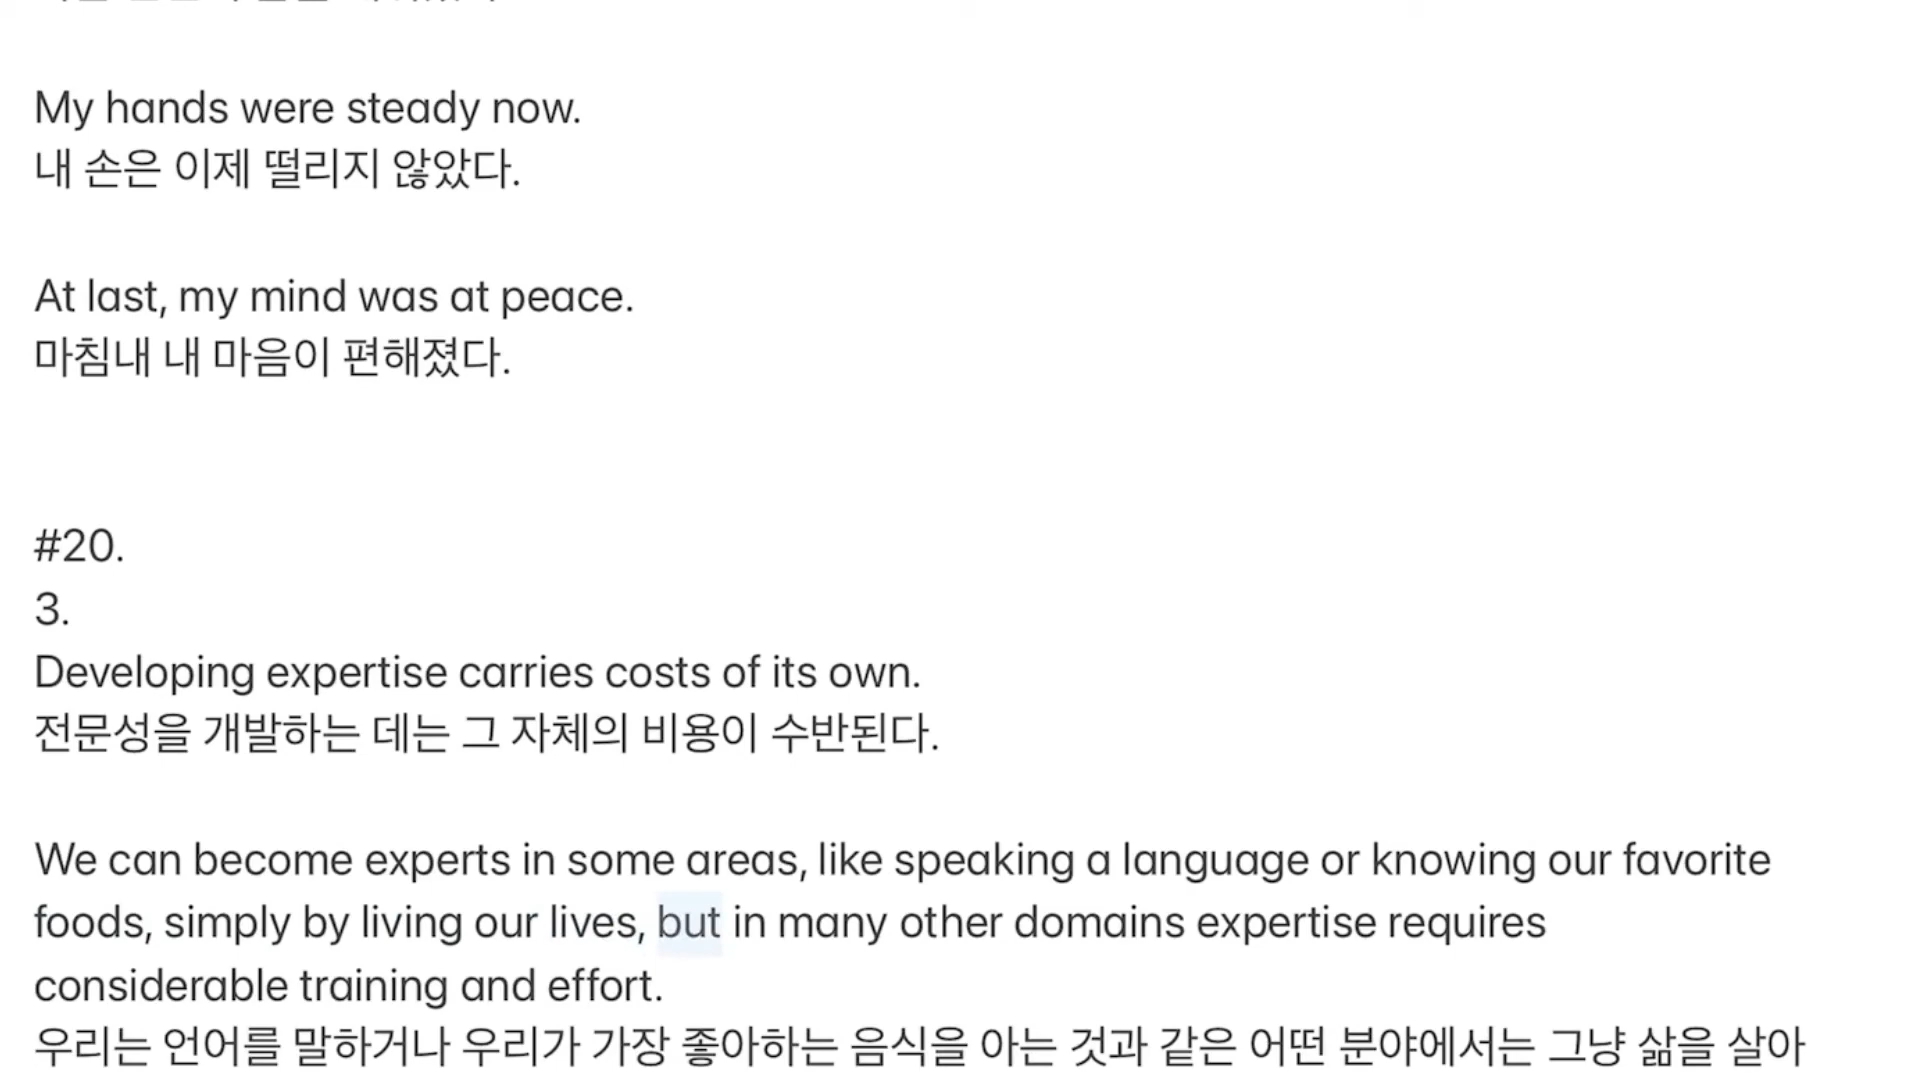 My hands were steady now.
내 손은 이제 떨리지 않았다.
At last, my mind was at peace.
마침내 내 마음이 편해졌다.
#20.
3.
Developing expertise carries costs of its own.
전문성을 개발하는 데는 그 자체의 비용이 수반된다.
We can become experts in some areas, like speaking a language or knowing our favorite
foods, simply by living our lives, but in many other domains expertise requires
considerable training and effort.
우리는 언어를 말하거나 우리가 가장 좋아하는 음식을 아는 것과 같은 어떤 분야에서는 그냥 삶을 살아